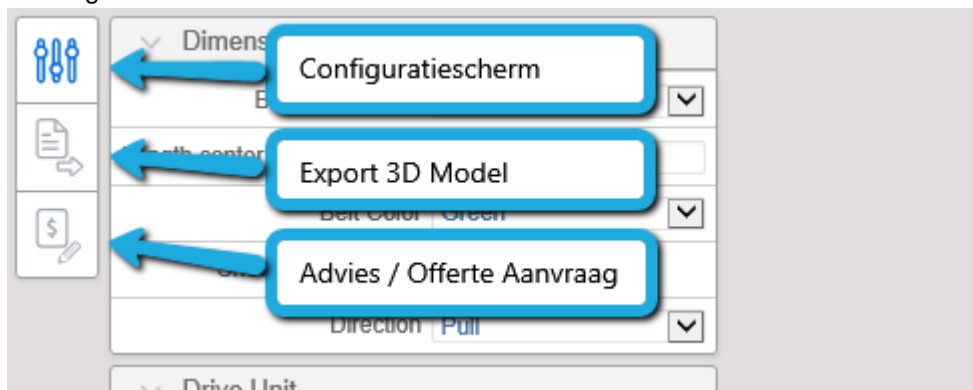 Dimens
Configuratiescherm
Export 3D Model
Belt Color Green
Advies / Offerte Aanvraag
Direction Pull
Drive Unit